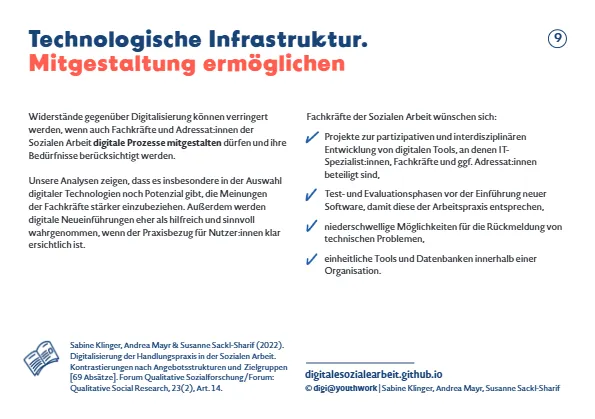 Technologische Infrastruktur.
Mitgestaltung ermöglichen
9
Widerstände gegenüber Digitalisierung können verringert
werden, wenn auch Fachkräfte und Adressat:innen der
Sozialen Arbeit digitale Prozesse mitgestalten dürfen und ihre
Bedürfnisse berücksichtigt werden.
Unsere Analysen zeigen, dass es insbesondere in der Auswahl
digitaler Technologien noch Potenzial gibt, die Meinungen
der Fachkräfte stärker einzubeziehen. Außerdem werden
digitale Neueinführungen eher als hilfreich und sinnvoll
wahrgenommen, wenn der Praxisbezug für Nutzer:innen klar
ersichtlich ist.
Fachkräfte der Sozialen Arbeit wünschen sich:
Projekte zur partizipativen und interdisziplinären
Entwicklung von digitalen Tools, an denen IT-
Spezialist:innen, Fachkräfte und ggf. Adressat:innen
beteiligt sind,
Test- und Evaluationsphasen vor der Einführung neuer
Software, damit diese der Arbeitspraxis entsprechen,
niederschwellige Möglichkeiten für die Rückmeldung von
technischen Problemen,
einheitliche Tools und Datenbanken innerhalb einer
Organisation.
Sabine Klinger, Andrea Mayr & Susanne Sackl-Sharif (2022).
Digitalisierung der Handlungspraxis in der Sozialen Arbeit.
Kontrastierungen nach Angebotsstrukturen und Zielgruppen
[69 Absätze]. Forum Qualitative Sozialforschung / Forum:
Qualitative Social Research, 23(2), Art. 14.
digitalesozialearbeit.github.io
© digi@youthwork | Sabine Klinger, Andrea Mayr, Susanne Sackl-Sharif